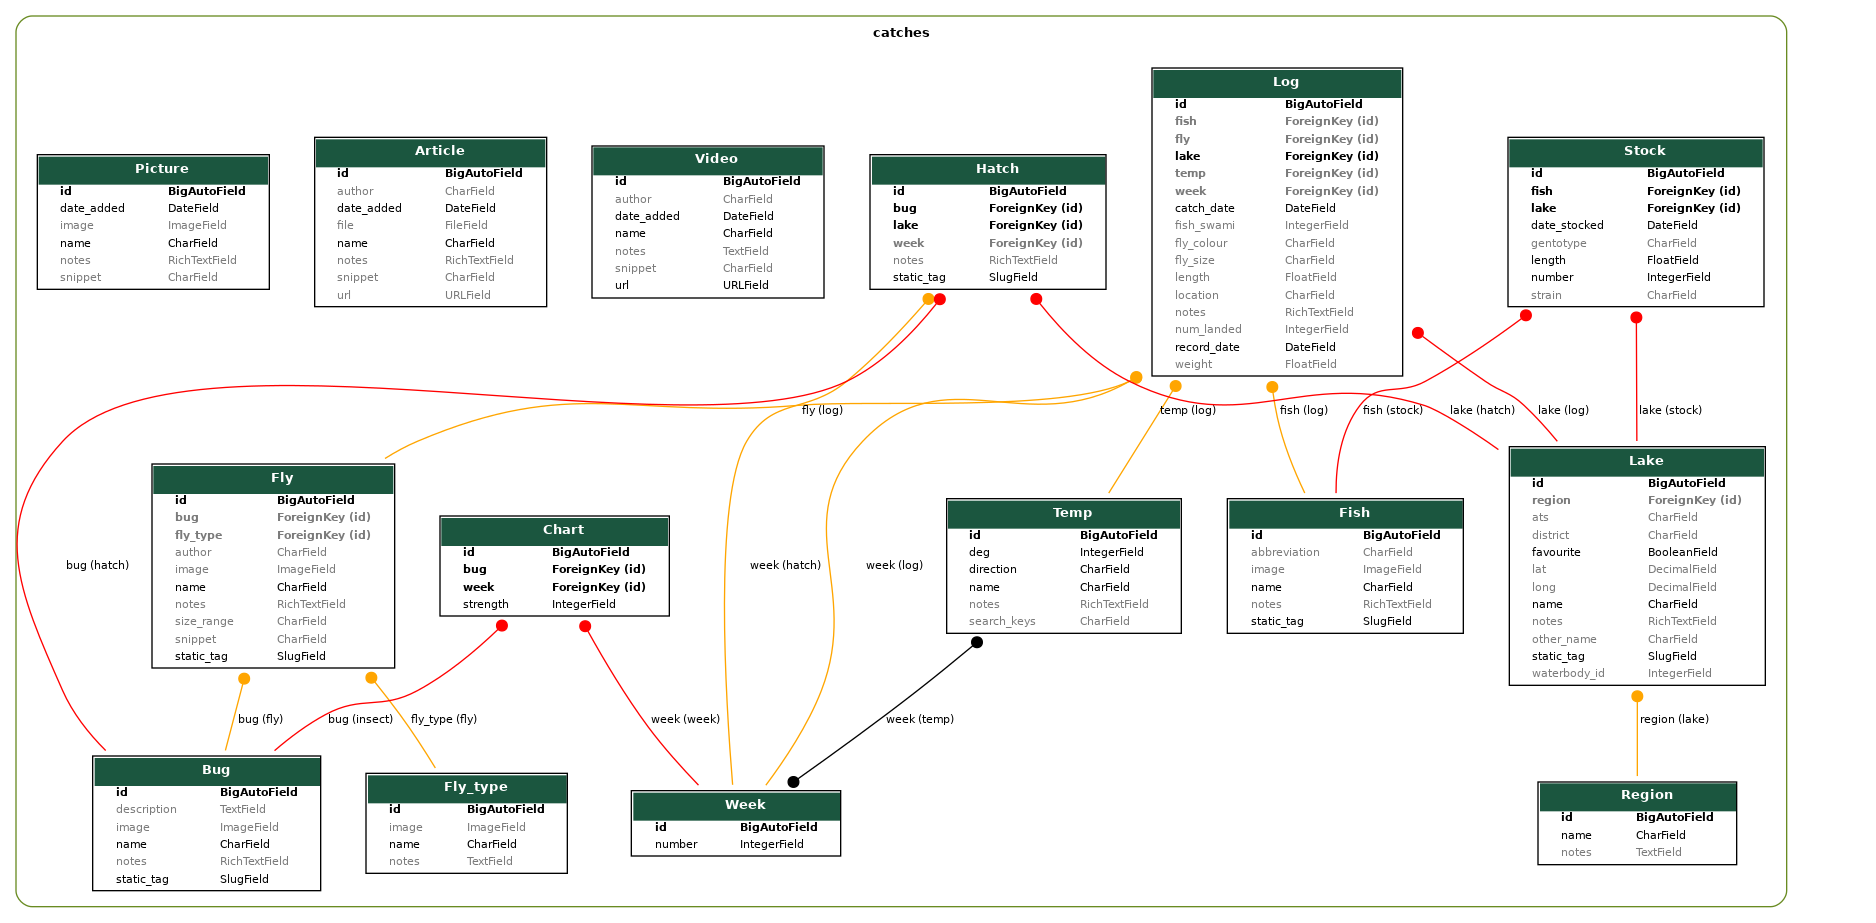 catches
Log
id BigAutoField
fish ForeignKey (id)
fly ForeignKey (id)
lake ForeignKey (id)
temp ForeignKey (id)
week ForeignKey (id)
catch_date DateField
fish_swami IntegerField
fly_colour CharField
fly_size CharField
length FloatField
location CharField
notes RichTextField
num_landed IntegerField
record_date DateField
weight FloatField
Picture
id BigAutoField
date_added DateField
image ImageField
name CharField
notes RichTextField
snippet CharField
Article
id BigAutoField
author CharField
date_added DateField
file FileField
name CharField
notes RichTextField
snippet CharField
url URLField
Video
id BigAutoField
author CharField
date_added DateField
name CharField
notes TextField
snippet CharField
url URLField
Hatch
id BigAutoField
bug ForeignKey (id)
lake ForeignKey (id)
week ForeignKey (id)
notes RichTextField
static_tag SlugField
Stock
id BigAutoField
fish ForeignKey (id)
lake ForeignKey (id)
date_stocked DateField
gentotype CharField
length FloatField
number IntegerField
strain CharField
fly (log)
temp (log)
fish (log)
fish (stock)
lake (hatch)
lake (log)
lake (stock)
Fly
id BigAutoField
bug ForeignKey (id)
fly_type ForeignKey (id)
author CharField
image ImageField
name CharField
notes RichTextField
size_range CharField
snippet CharField
static_tag SlugField
Chart
id BigAutoField
bug ForeignKey (id)
week ForeignKey (id)
strength IntegerField
Temp
id BigAutoField
deg IntegerField
direction CharField
name CharField
notes RichTextField
search_keys CharField
Fish
id BigAutoField
abbreviation CharField
image ImageField
name CharField
notes RichTextField
static_tag SlugField
Lake
id BigAutoField
region ForeignKey (id)
ats CharField
district CharField
favourite BooleanField
lat DecimalField
long DecimalField
name CharField
notes RichTextField
other_name CharField
static_tag SlugField
waterbody_id IntegerField
bug (hatch)
week (hatch)
week (log)
bug (fly)
bug (insect)
fly_type (fly)
week (week)
week (temp)
region (lake)
Bug
id BigAutoField
description TextField
image ImageField
name CharField
notes RichTextField
static_tag SlugField
Fly_type
id BigAutoField
image ImageField
name CharField
notes TextField
Week
id BigAutoField
number IntegerField
Region
id BigAutoField
name CharField
notes TextField